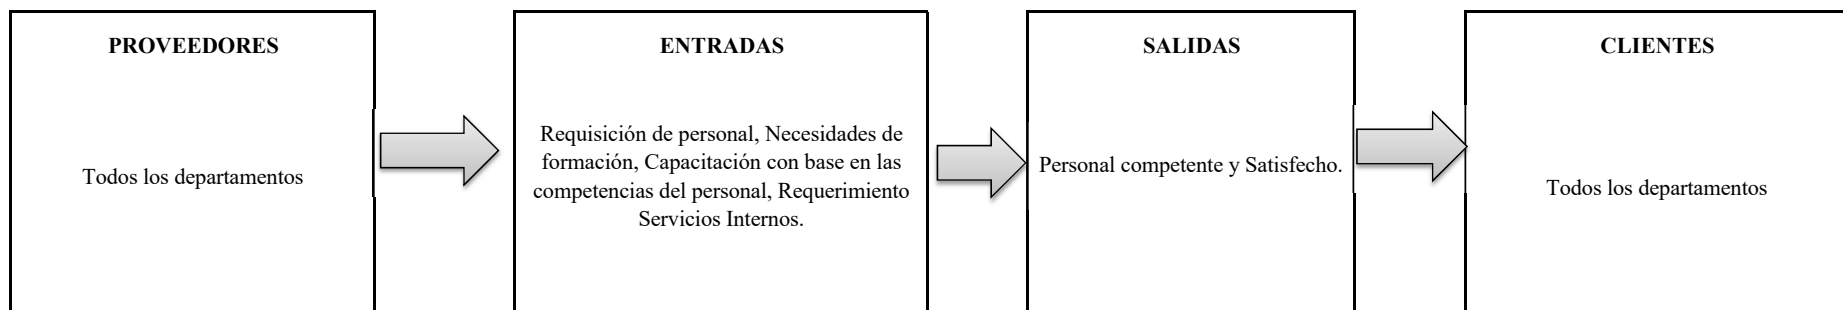 PROVEEDORES
Todos los departamentos
ENTRADAS
Requisición de personal, Necesidades de
formación, Capacitación con base en las
competencias del personal, Requerimiento
Servicios Internos.
SALIDAS
Personal competente y Satisfecho.
CLIENTES
Todos los departamentos